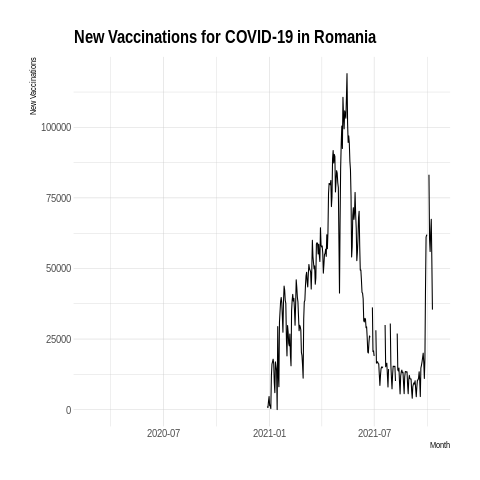 New Vaccinations for COVID-19 in Romania
New Vaccinations
100000
75000
50000
25000
0
2020-07
2021-01
2021-07
Month